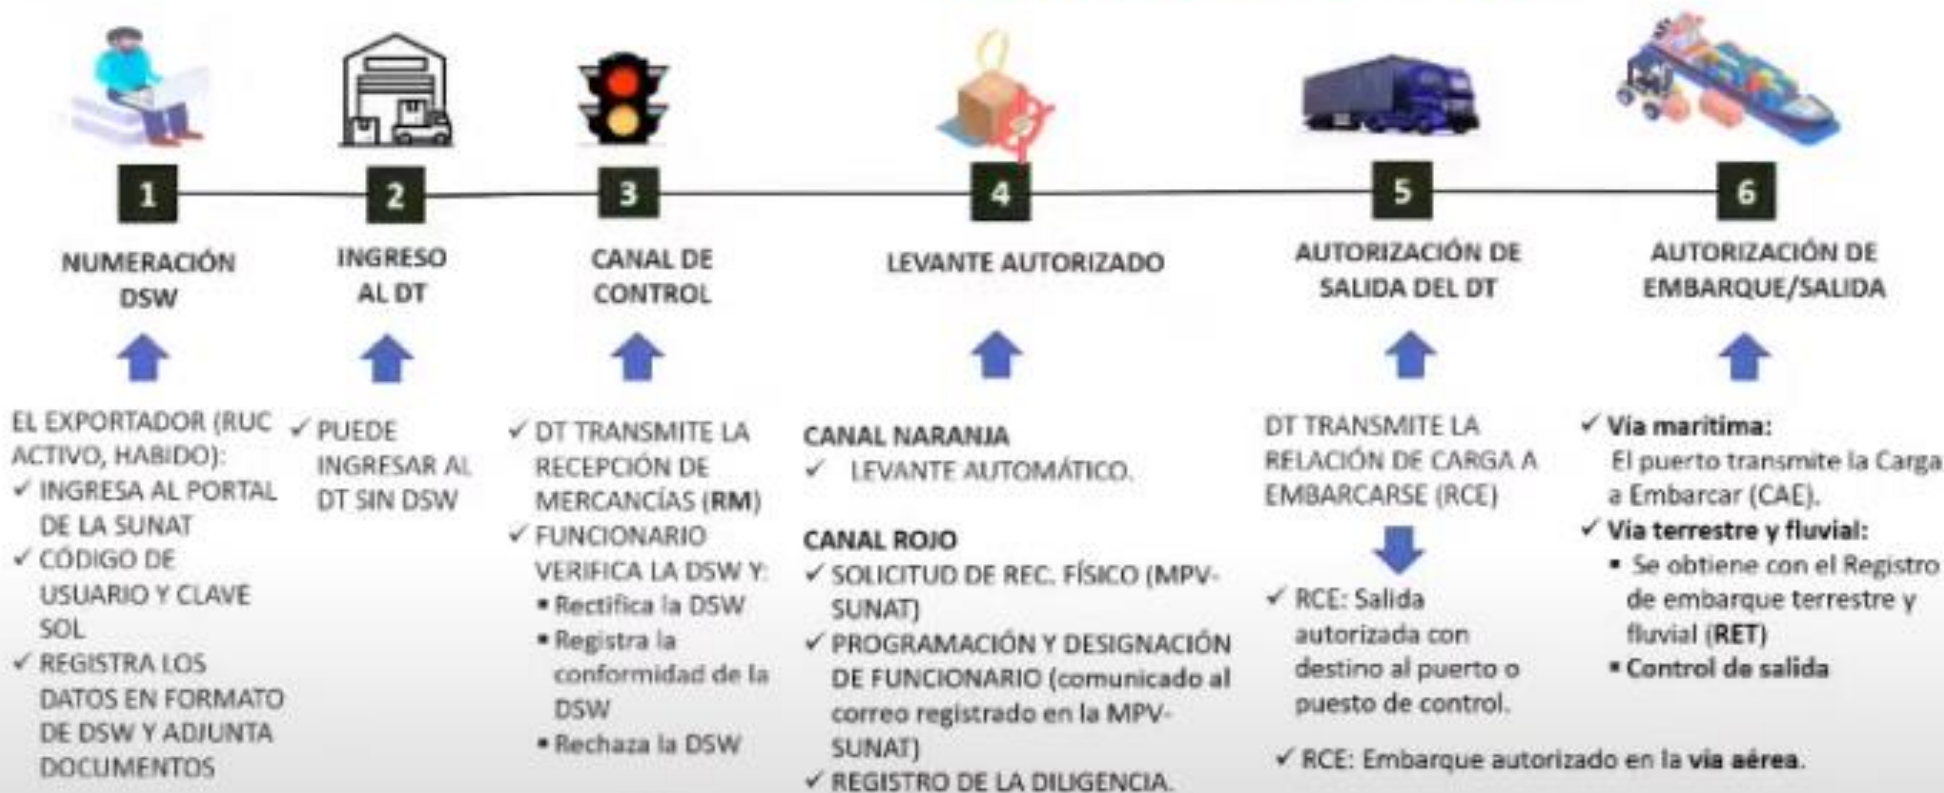 1
NUMERACIÓN
DSW
EL EXPORTADOR (RUC
ACTIVO, HABIDO):
✓ INGRESA AL PORTAL
DE LA SUNAT
✓ CÓDIGO DE
USUARIO Y CLAVE
SOL
✓ REGISTRA LOS
DATOS EN FORMATO
DE DSW Y ADJUNTA
DOCUMENTOS
2
INGRESO
AL DT
✓ PUEDE
INGRESAR AL
DT SIN DSW
3
CANAL DE
CONTROL
✓ DT TRANSMITE LA
RECEPCIÓN DE
MERCANCÍAS (RM)
✓ FUNCIONARIO
VERIFICA LA DSW Y:
▪ Rectifica la DSW
▪ Registra la
conformidad de la
DSW
▪ Rechaza la DSW
4
LEVANTE AUTORIZADO
CANAL NARANJA
✓ LEVANTE AUTOMÁTICO.
CANAL ROJO
✓ SOLICITUD DE REC. FÍSICO (MPV-
SUNAT)
✓ PROGRAMACIÓN Y DESIGNACIÓN
DE FUNCIONARIO (comunicado al
correo registrado en la MPV-
SUNAT)
✓ REGISTRO DE LA DILIGENCIA.
5
AUTORIZACIÓN DE
SALIDA DEL DT
DT TRANSMITE LA
RELACIÓN DE CARGA A
EMBARCARSE (RCE)
✓ RCE: Salida
autorizada con
destino al puerto o
puesto de control.
✓ RCE: Embarque autorizado en la vía aérea.
6
AUTORIZACIÓN DE
EMBARQUE/SALIDA
✓ Vía marítima:
El puerto transmite la Carga
a Embarcar (CAE).
✓ Vía terrestre y fluvial:
▪ Se obtiene con el Registro
de embarque terrestre y
fluvial (RET)
▪ Control de salida